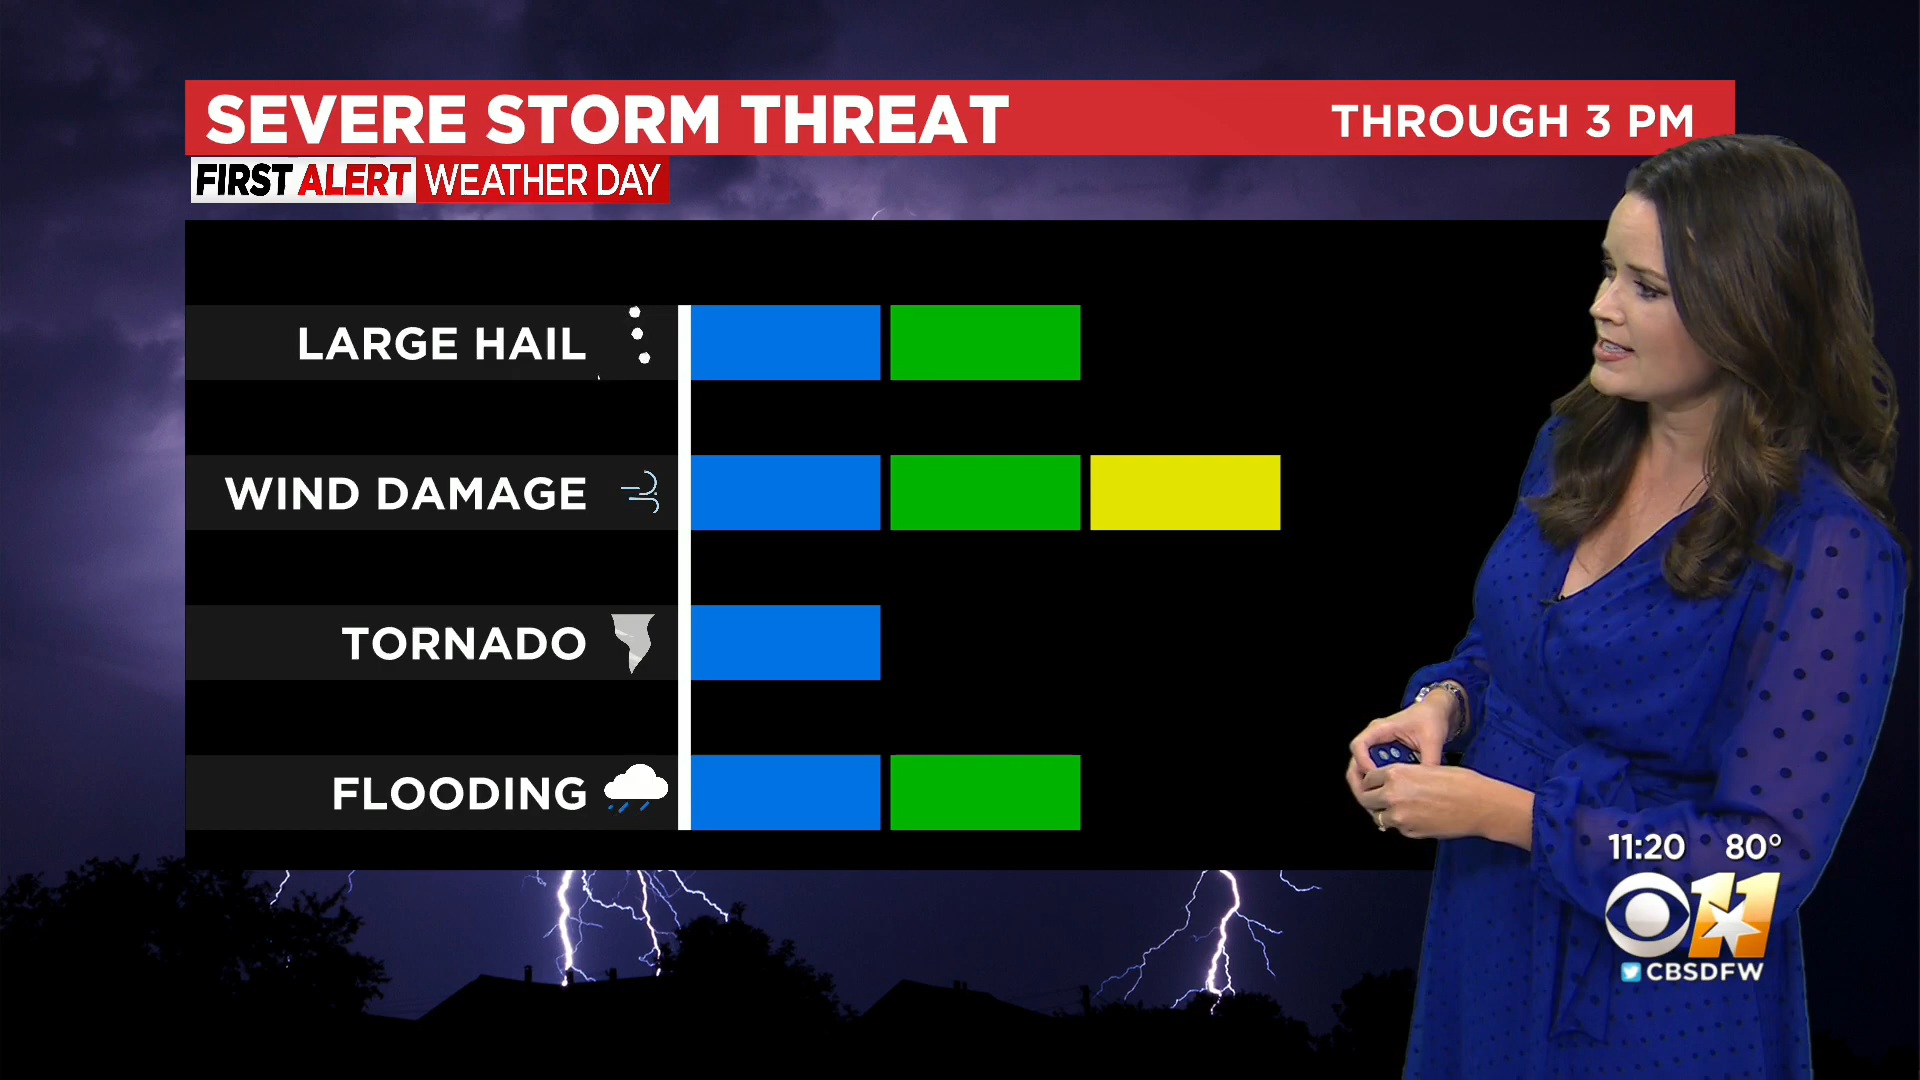 SEVERE STORM THREAT
THROUGH 3 PM
FIRST ALERT WEATHER DAY
LARGE HAIL
WIND DAMAGE
TORNADO
FLOODING
11:20 80°
11
CBSDFW